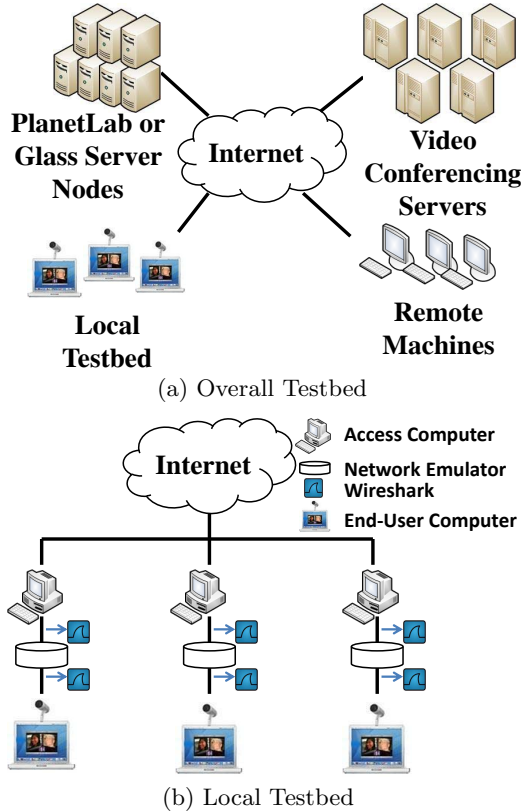 PlanetLab or
Glass Server
Nodes
Internet
Video
Conferencing
Servers
Local
Testbed
Remote
Machines
(a) Overall Testbed
Internet
Access Computer
Network Emulator
Wireshark
End-User Computer
(b) Local Testbed